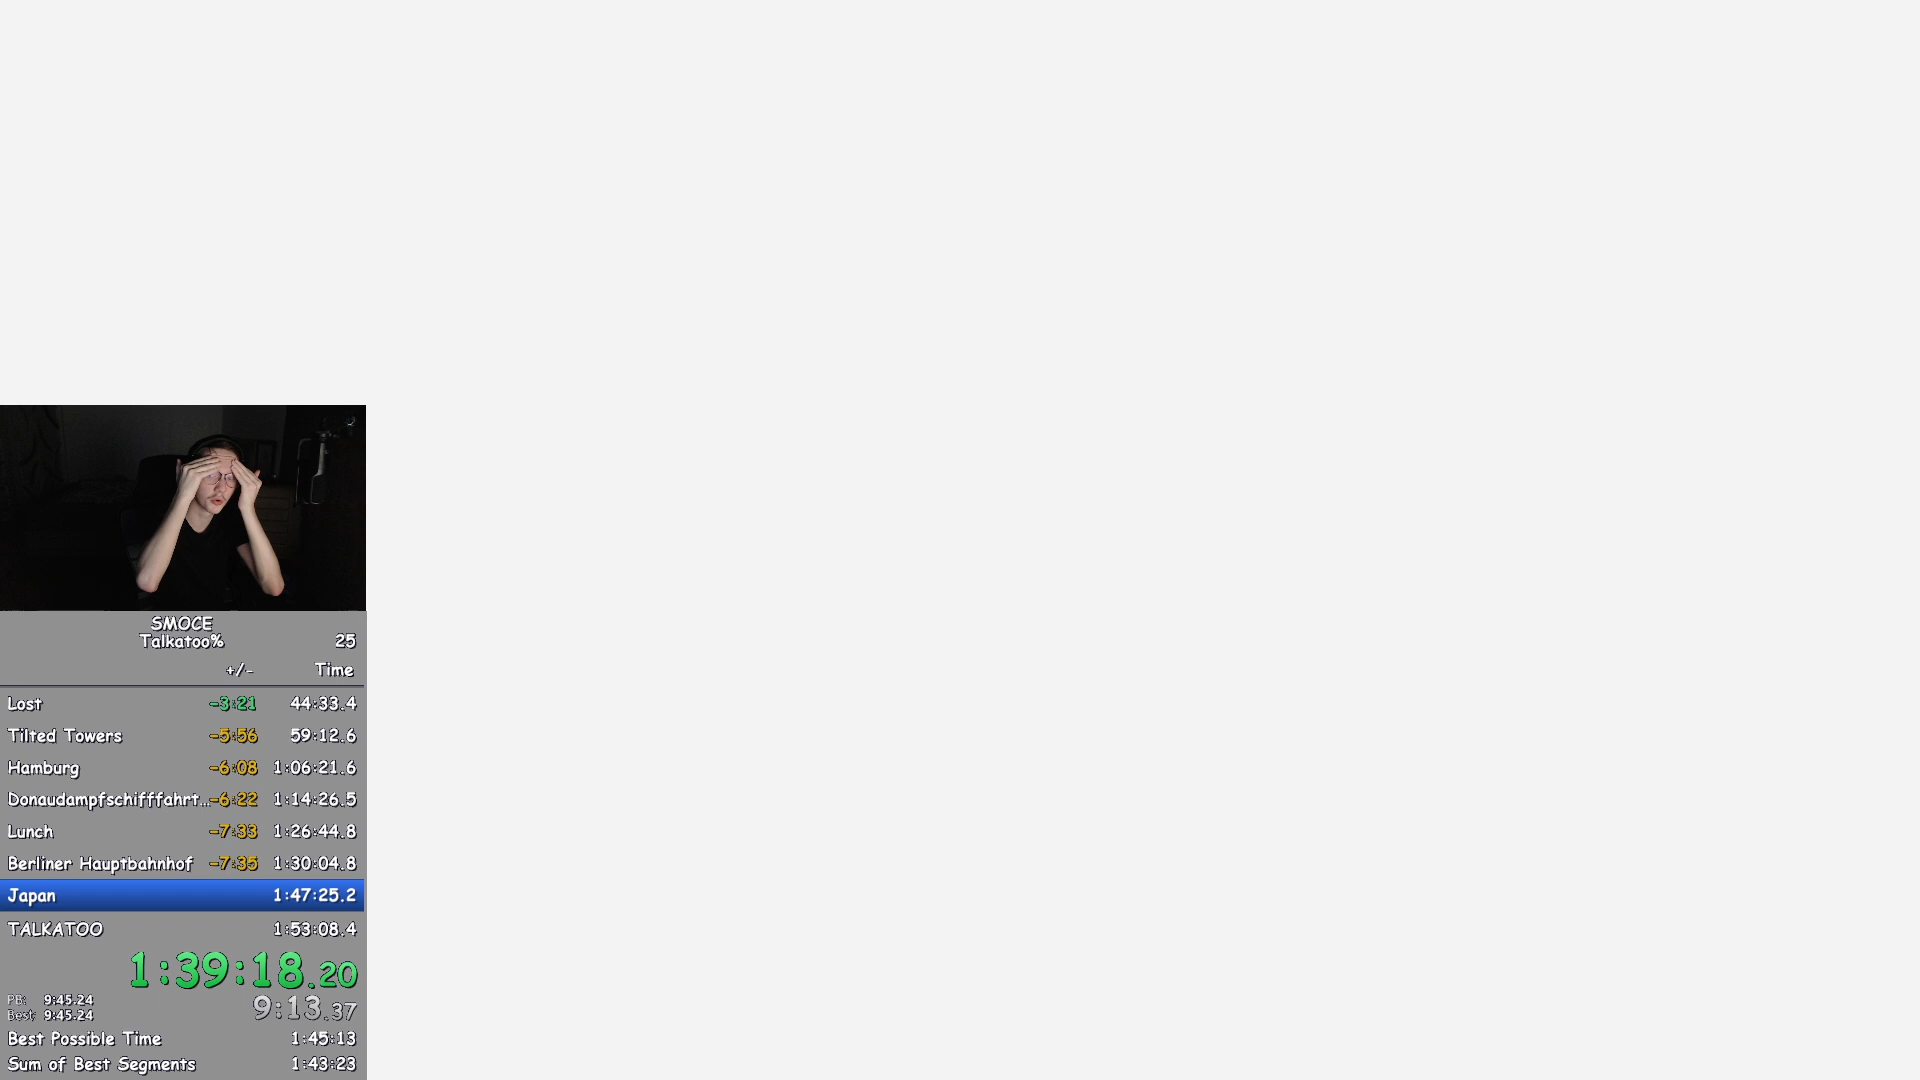 SMOCE
Talkatoo% 25
+/- Time
Lost -3:21 44:33.4
Tilted Towers -5:56 59:12.6
Hamburg -6:08 1:06:21.6
Donaudampfschifffahrt... -6:22 1:14:26.5
Lunch -7:33 1:26:44.8
Berliner Hauptbahnhof -7:35 1:30:04.8
Japan 1:47:25.2
TALKATOO 1:53:08.4
1:39:18.20
PB: 9:45.24 9:13.37
Best: 9:45.24
Best Possible Time 1:45:13
Sum of Best Segments 1:43:23